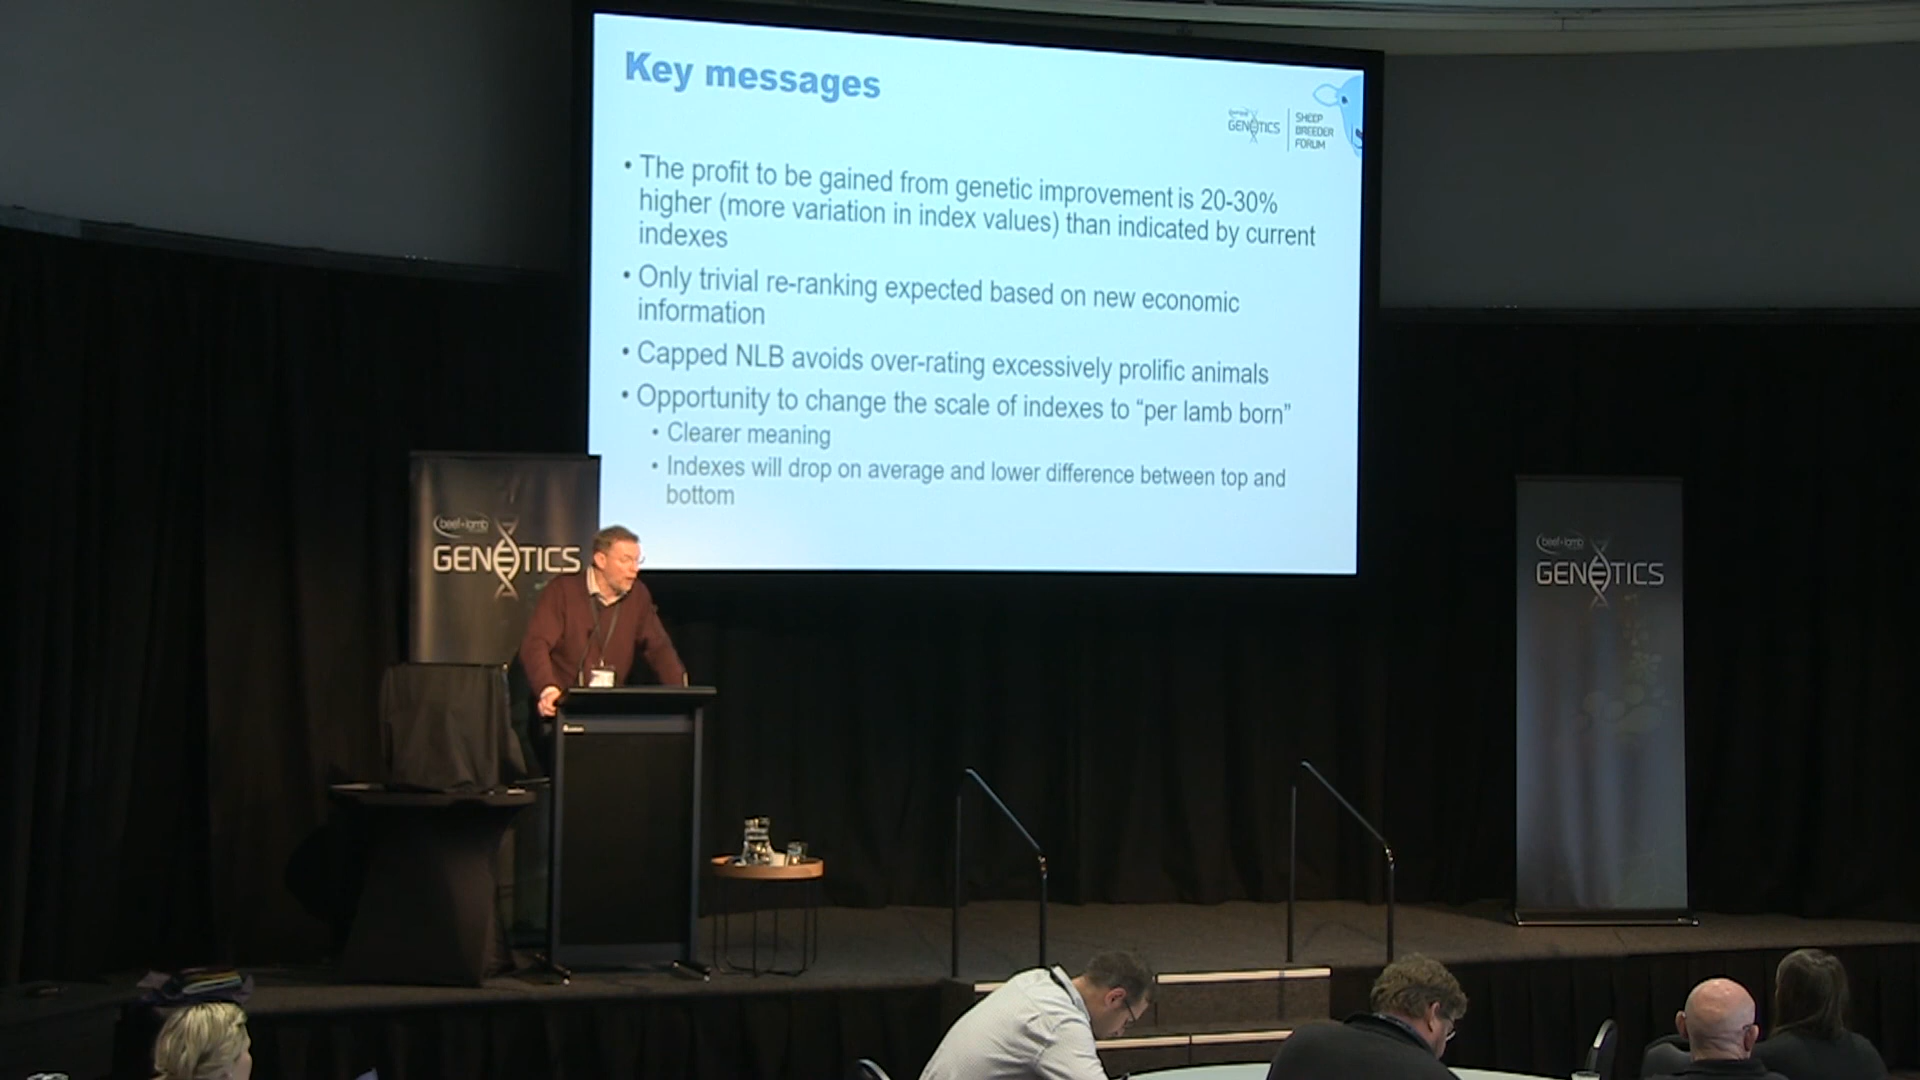 Key messages
GENETICS
SHEEP
BREEDER
FORUM
• The profit to be gained from genetic improvement is 20-30%
higher (more variation in index values) than indicated by current
indexes
• Only trivial re-ranking expected based on new economic
information
• Capped NLB avoids over-rating excessively prolific animals
• Opportunity to change the scale of indexes to “per lamb born”
• Clearer meaning
• Indexes will drop on average and lower difference between top and
bottom
beef+lamb
GENETICS
beef+lamb
GENETICS